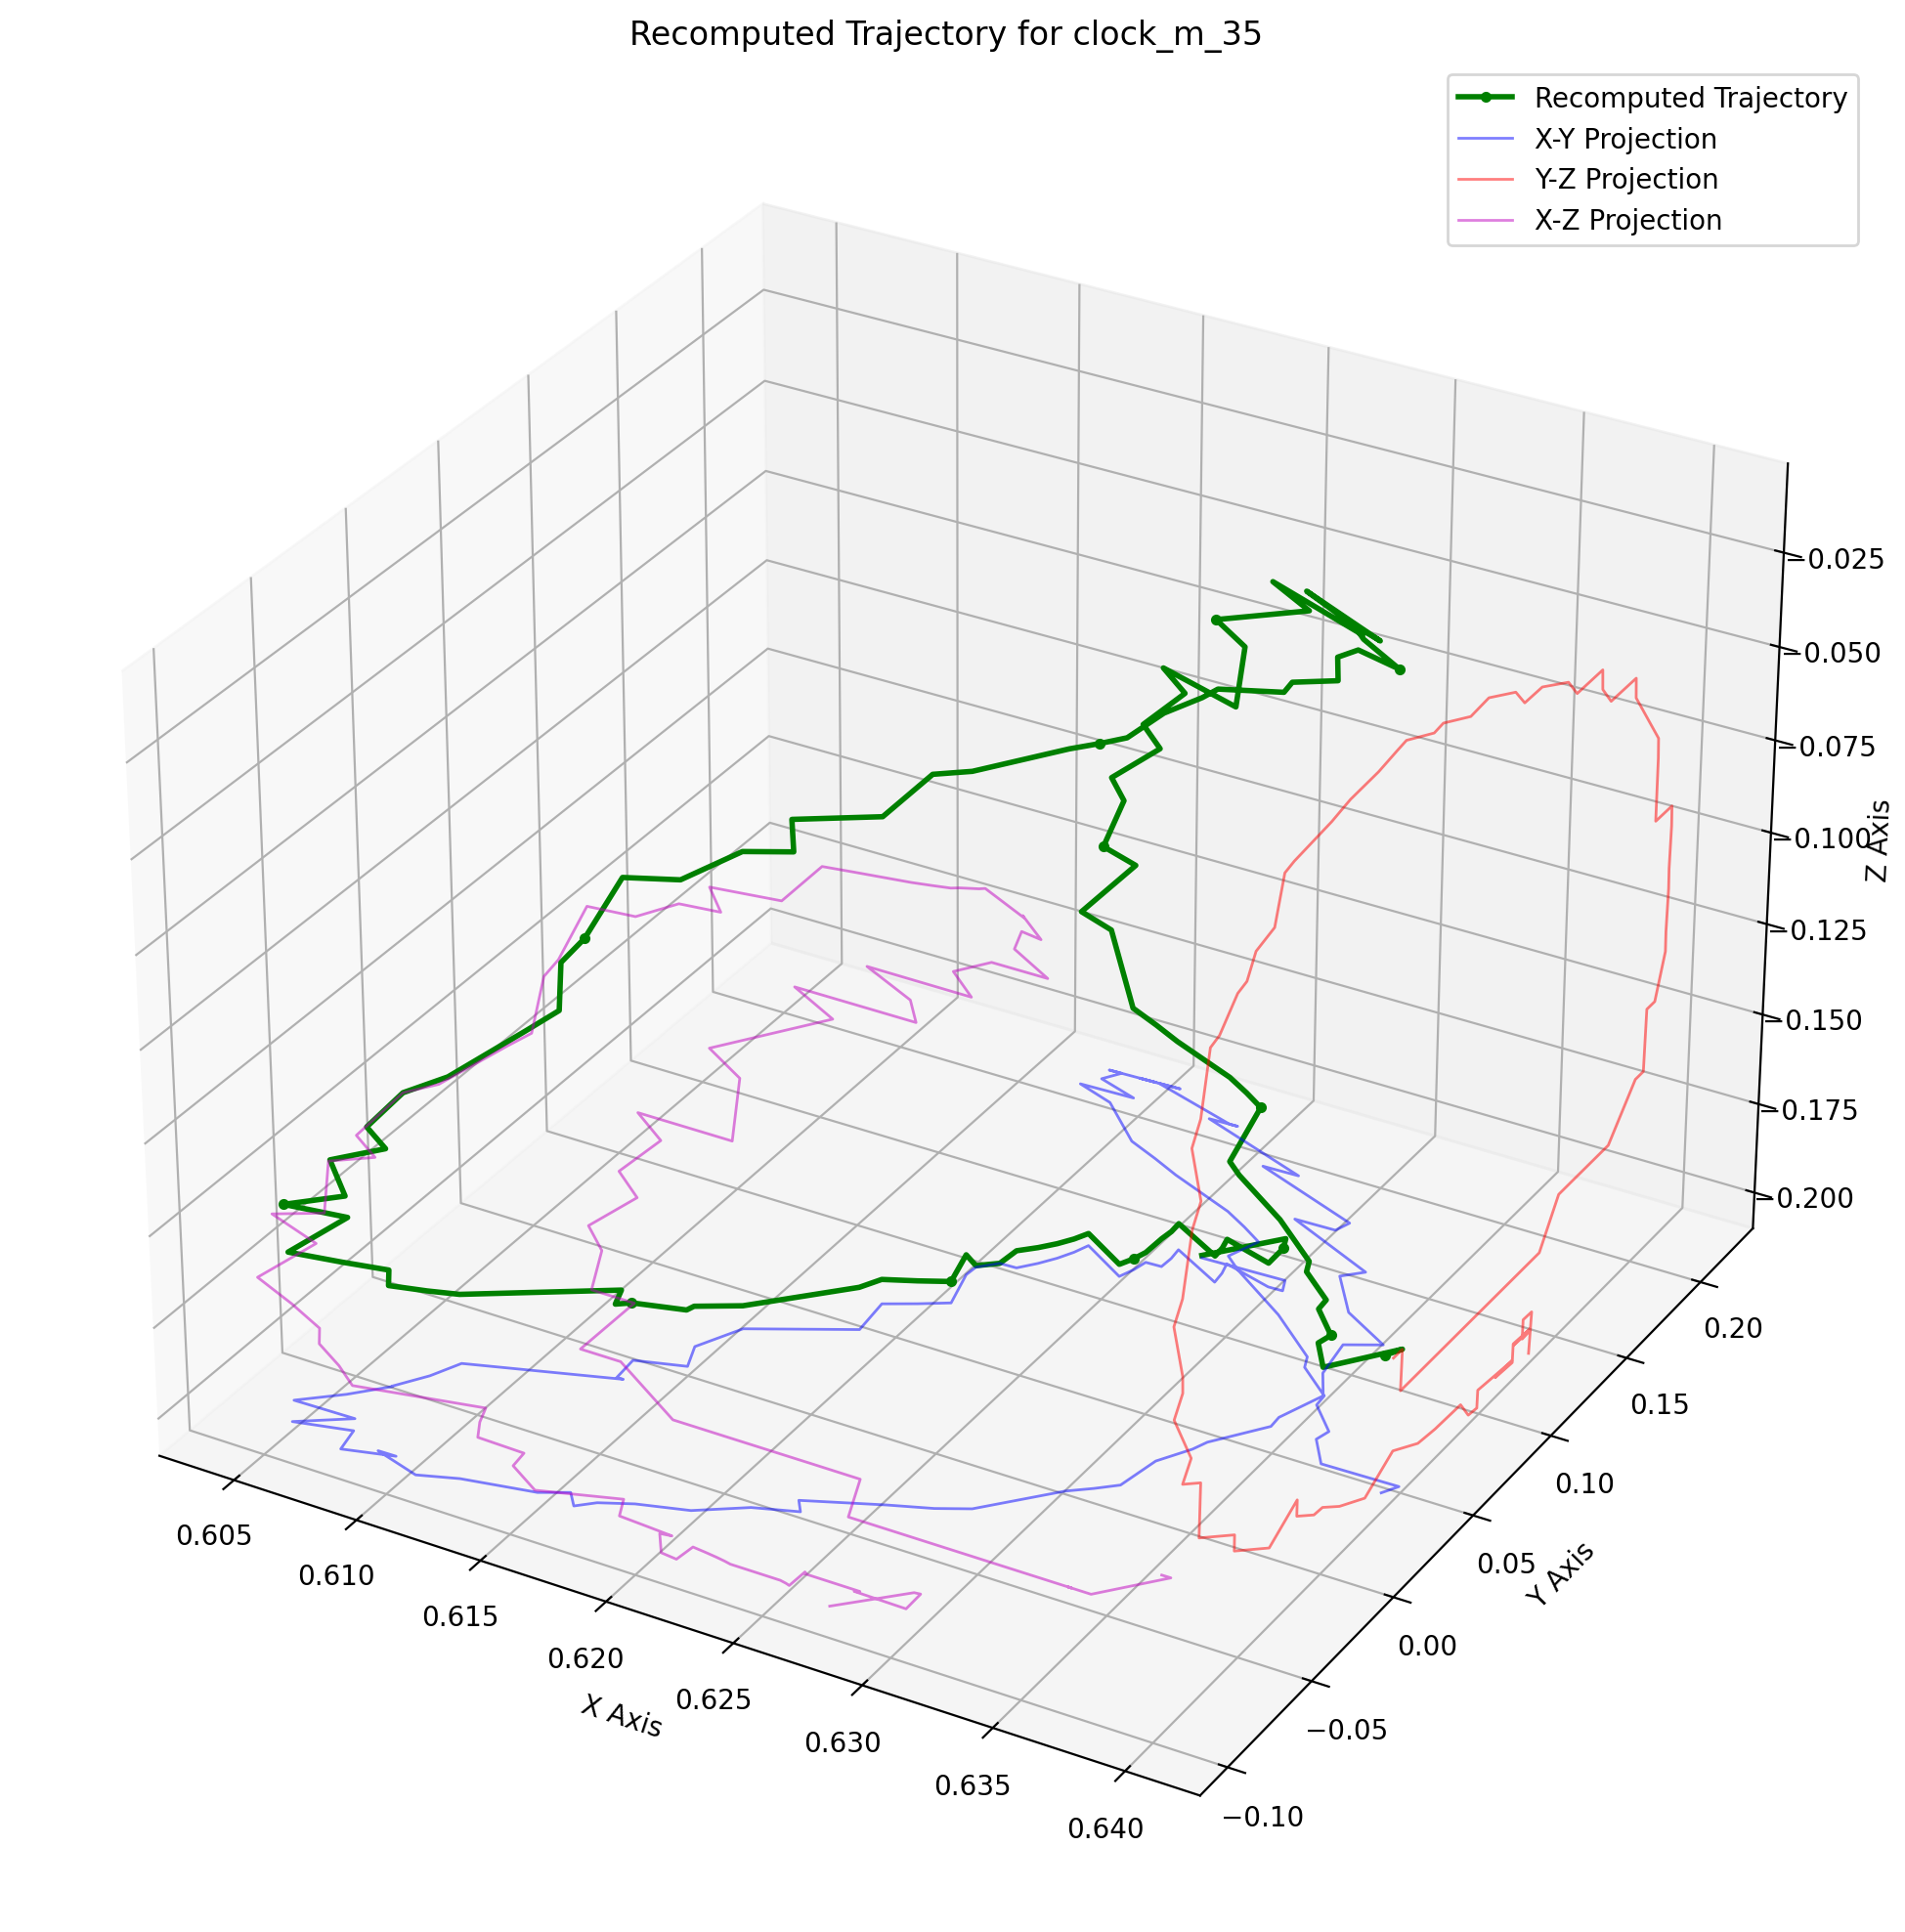 Recomputed Trajectory for clock_m_35
Recomputed Trajectory
X-Y Projection
Y-Z Projection
X-Z Projection
−0.025
−0.050
−0.075
−0.100
−0.125
−0.150
−0.175
−0.200
Z Axis
0.20
0.15
0.10
0.05
0.00
−0.05
−0.10
Y Axis
0.605
0.610
0.615
0.620
0.625
0.630
0.635
0.640
X Axis